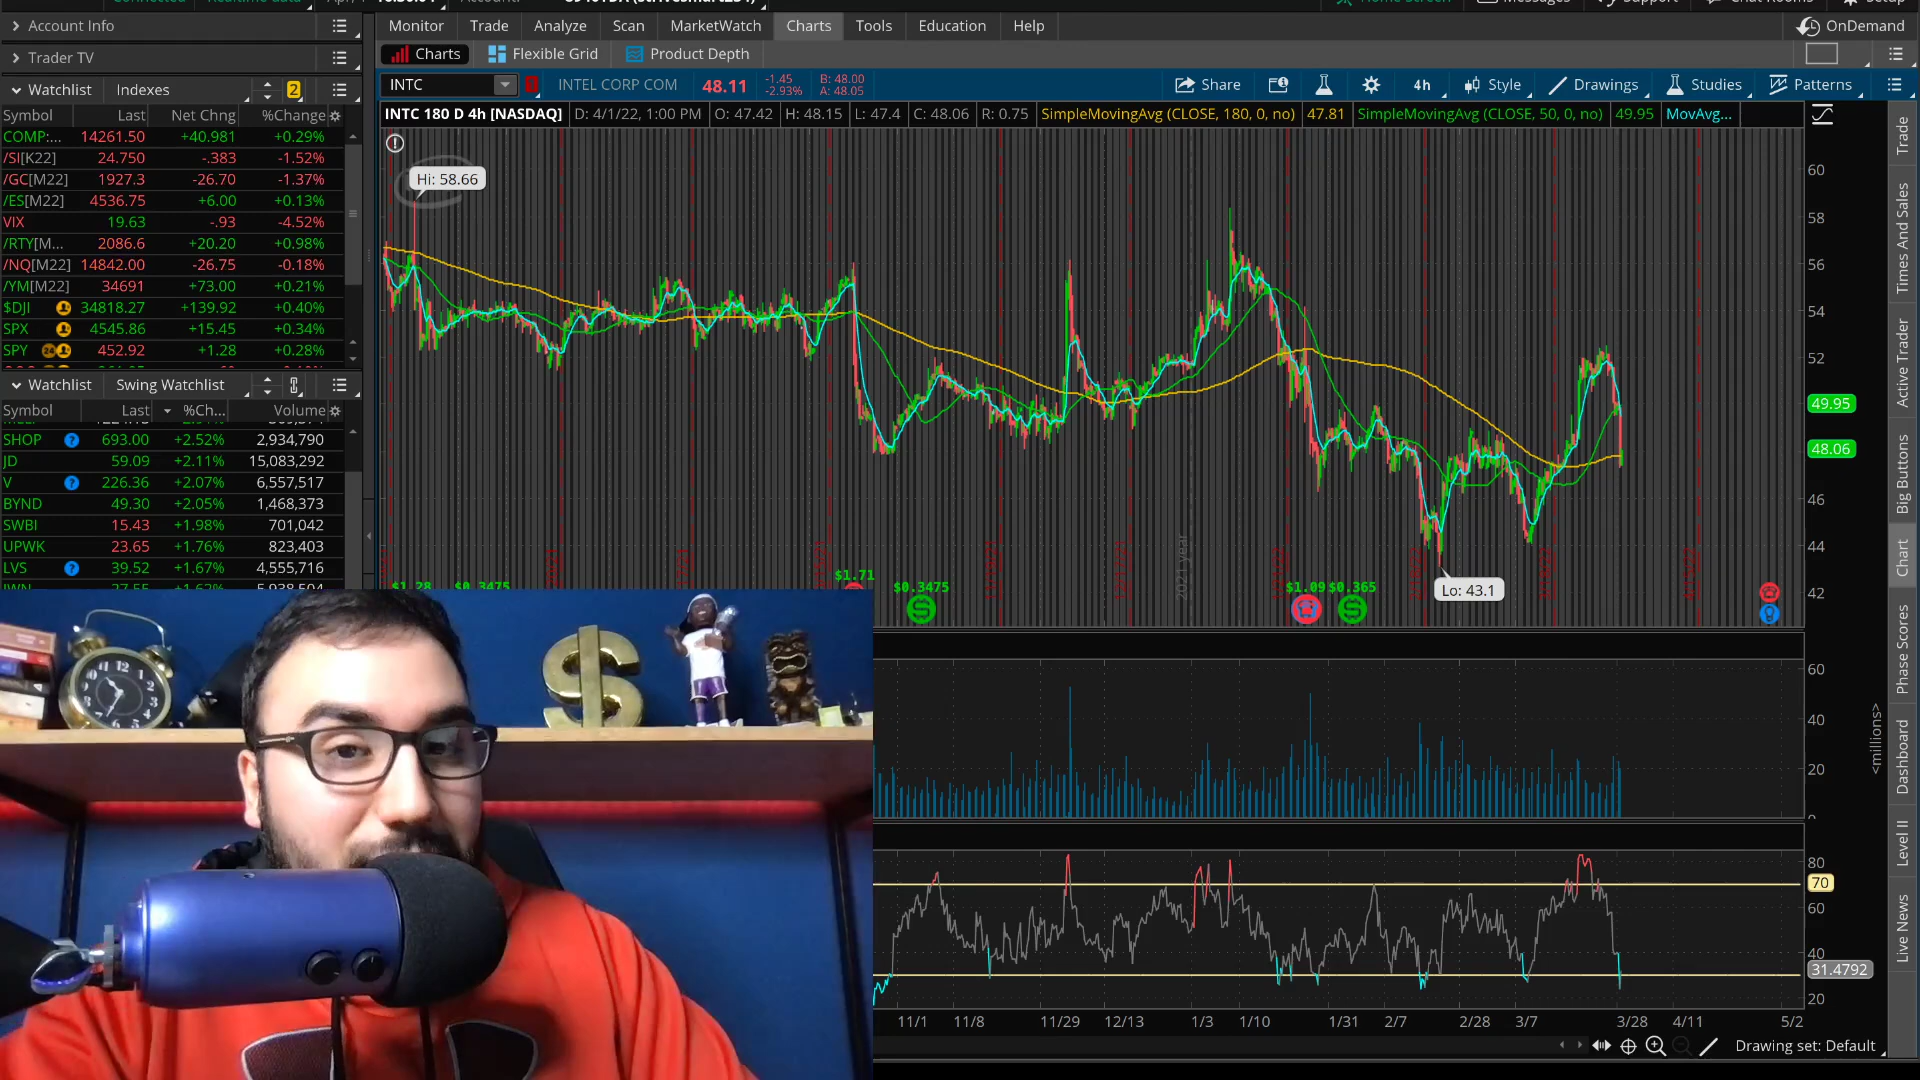 Monitor Trade Analyze Scan MarketWatch Charts Tools Education Help OnDemand
Charts Flexible Grid Product Depth
Account Info
Trader TV
Watchlist Indexes 2
Symbol Last Net Chng %Change
COMP:... 14261.50 +40.981 +0.29%
/SI[K22] 24.750 -.383 -1.52%
/GC[M22] 1927.3 -26.70 -1.37%
/ES[M22] 4536.75 +6.00 +0.13%
VIX 19.63 -.93 -4.52%
/RTY[M... 2086.6 +20.20 +0.98%
/NQ[M22] 14842.00 -26.75 -0.18%
/YM[M22] 34691 +73.00 +0.21%
$DJI 34818.27 +139.92 +0.40%
SPX 4545.86 +15.45 +0.34%
SPY 452.92 +1.28 +0.28%
Watchlist Swing Watchlist
Symbol Last %Ch... Volume
SHOP 693.00 +2.52% 2,934,790
JD 59.09 +2.11% 15,083,292
V 226.36 +2.07% 6,557,517
BYND 49.30 +2.05% 1,468,373
SWBI 15.43 +1.98% 701,042
UPWK 23.65 +1.76% 823,403
LVS 39.52 +1.67% 4,555,716
INTC INTEL CORP COM 48.11 -1.45 -2.93% B: 48.00 A: 48.05 Share 4h Style Drawings Studies Patterns
INTC 180 D 4h [NASDAQ] D: 4/1/22, 1:00 PM O: 47.42 H: 48.15 L: 47.4 C: 48.06 R: 0.75 SimpleMovingAvg (CLOSE, 180, 0, no) 47.81 SimpleMovingAvg (CLOSE, 50, 0, no) 49.95 MovAvg...
Hi: 58.66
60
58
56
54
52
49.95
48.06
46
44
42
2021 year
$1.28 $0.3475 $1.71 $0.3475 $1.09 $0.365
Lo: 43.1
60
40
20
<millions>
80
70
60
40
31.4792
20
11/1 11/8 11/29 12/13 1/3 1/10 1/31 2/7 2/28 3/7 3/28 4/11 5/2
Drawing set: Default
Trade
Times And Sales
Active Trader
Big Buttons
Chart
Phase Scores
Dashboard
Level II
Live News